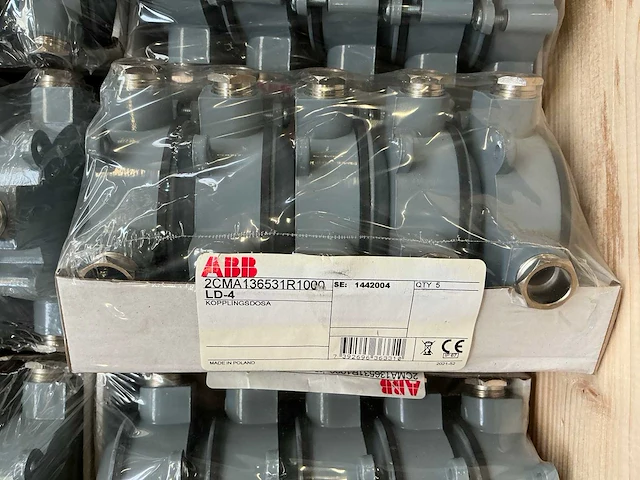 ABB
2CMA136531R1000
LD-4
KOPPLINGSDOSA
SE: 1442004
QTY 5
MADE IN POLAND
CE
ABB